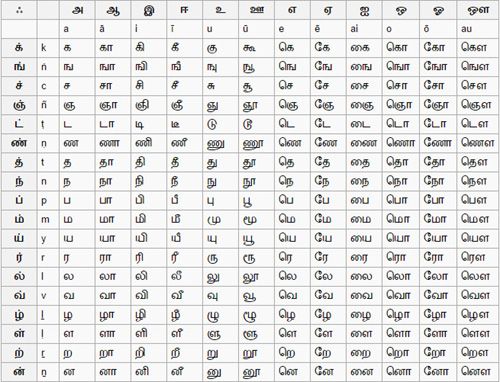 ஃ அ ஆ இ ஈ உ ஊ எ ஏ ஐ ஒ ஓ ஔ
a ā i ī u ū e ē ai o ō au
க் k க கா கி கீ கு கூ கெ கே கை கொ கோ கௌ
ங் ṅ ங ஙா ஙி ஙீ ஙு ஙூ ஙெ ஙே ஙை ஙொ ஙோ ஙௌ
ச் c ச சா சி சீ சு சூ செ சே சை சொ சோ சௌ
ஞ் ñ ஞ ஞா ஞி ஞீ ஞு ஞூ ஞெ ஞே ஞை ஞொ ஞோ ஞௌ
ட் ṭ ட டா டி டீ டு டூ டெ டே டை டொ டோ டௌ
ண் ṇ ண ணா ணி ணீ ணு ணூ ணெ ணே ணை ணொ ணோ ணௌ
த் t த தா தி தீ து தூ தெ தே தை தொ தோ தௌ
ந் n ந நா நி நீ நு நூ நெ நே நை நொ நோ நௌ
ப் p ப பா பி பீ பு பூ பெ பே பை பொ போ பௌ
ம் m ம மா மி மீ மு மூ மெ மே மை மொ மோ மௌ
ய் y ய யா யி யீ யு யூ யெ யே யை யொ யோ யௌ
ர் r ர ரா ரி ரீ ரு ரூ ரெ ரே ரை ரொ ரோ ரௌ
ல் l ல லா லி லீ லு லூ லெ லே லை லொ லோ லௌ
வ் v வ வா வி வீ வு வூ வெ வே வை வொ வோ வௌ
ழ் ḻ ழ ழா ழி ழீ ழு ழூ ழெ ழே ழை ழொ ழோ ழௌ
ள் ḷ ள ளா ளி ளீ ளு ளூ ளெ ளே ளை ளொ ளோ ளௌ
ற் ṟ ற றா றி றீ று றூ றெ றே றை றொ றோ றௌ
ன் ṉ ன னா னி னீ னு னூ னெ னே னை னொ னோ னௌ